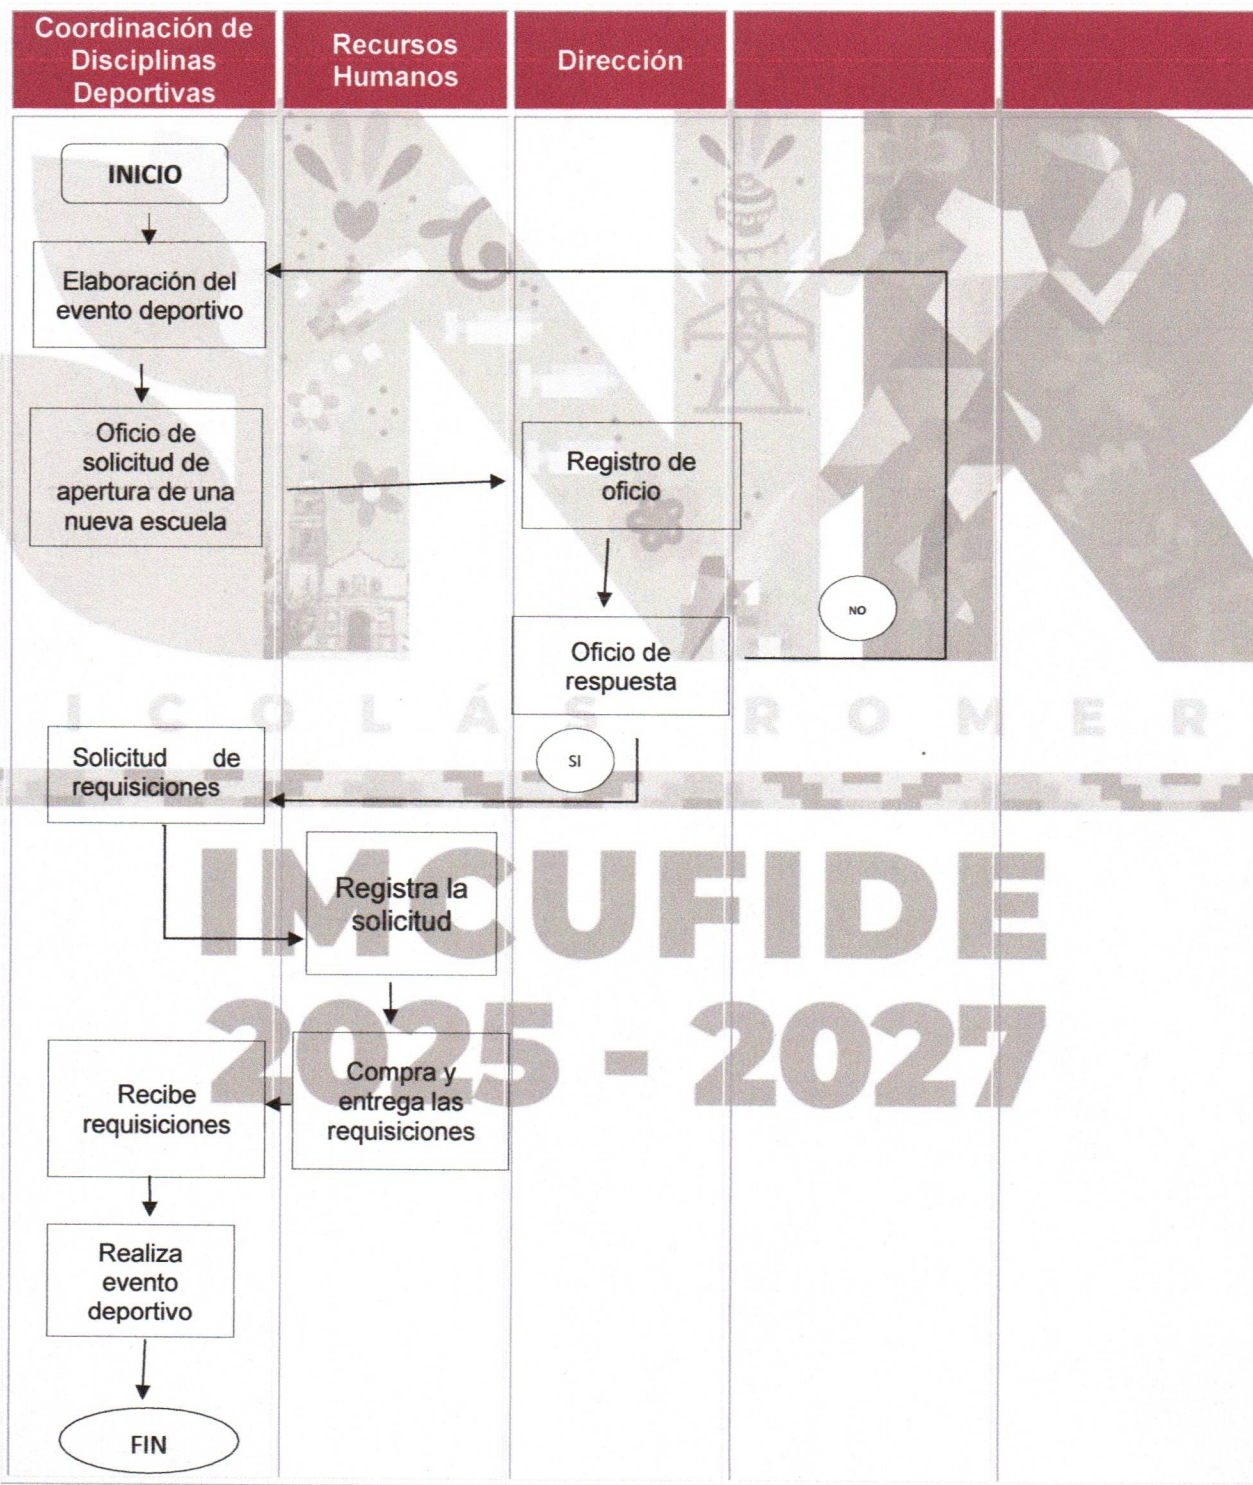 Coordinación de
Disciplinas
Deportivas
Recursos
Humanos
Dirección
INICIO
Elaboración del
evento deportivo
Oficio de
solicitud de
apertura de una
nueva escuela
Registro de
oficio
NO
Oficio de
respuesta
ICOLÁS ROMER
SI
Solicitud de
requisiciones
Registra la
solicitud
IMCUFIDE
2025 - 2027
Compra y
entrega las
requisiciones
Recibe
requisiciones
Realiza
evento
deportivo
FIN